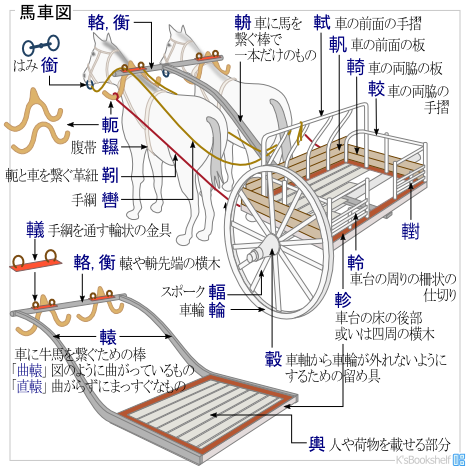 馬車図
輅, 衡
輈 車に馬を
繋ぐ棒で
一本だけのもの
軾 車の前面の手摺
軓 車の前面の板
輢 車の両脇の板
較 車の両脇の
手摺
はみ 銜
軛
腹帯
軛と車を繋ぐ革紐 靷
手綱 轡
轛
軨
車台の周りの柵状の
仕切り
轙 手綱を通す輪状の金具
輅, 衡 轅や輈先端の横木
スポーク 輻
車輪 輪
軫
車台の床の後部
或いは四周の横木
轂 車軸から車輪が外れないように
するための留め具
轅
車に牛馬を繋ぐための棒
「曲轅」図のように曲がっているもの
「直轅」曲がらずにまっすぐなもの
輿 人や荷物を載せる部分
K'sBookshelf